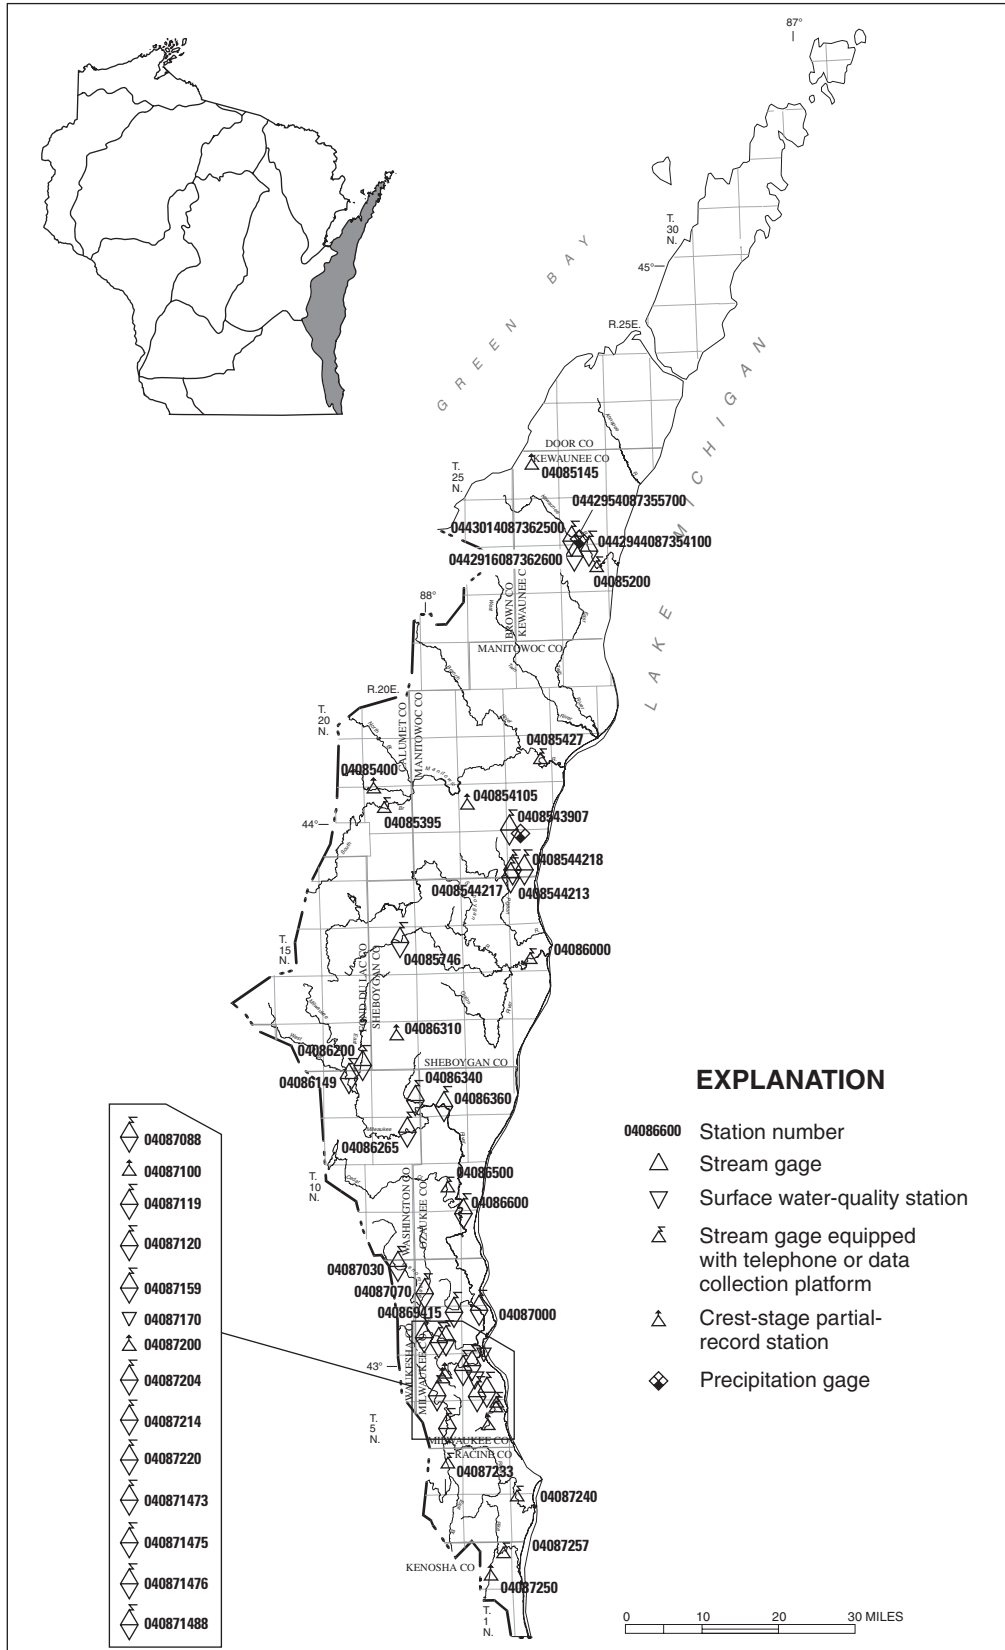 87°
T.
30
N.
45°
GREEN BAY
R.25E.
LAKE MICHIGAN
DOOR CO
KEWAUNEE CO
04085145
T.
25
N.
0442954087355700
0443014087362500
0442944087354100
0442916087362600
04085200
88°
BROWN CO
KEWAUNEE C
MANITOWOC CO
R.20E.
T.
20
N.
CALUMET CO
MANITOWOC CO
04085427
04085400
040854105
04085395
44°
0408543907
0408544218
0408544217
0408544213
T.
15
N.
04086000
04085746
FOND DU LAC CO
SHEBOYGAN CO
04086310
04086200
SHEBOYGAN CO
04086149
04086340
04086360
Milwaukee
04086265
T.
10
N.
04086500
04086600
WASHINGTON CO
OZAUKEE CO
04087030
04087070
040869415
04087000
43°
WAUKESHA CO
MILWAUKEE CO
T.
5
N.
MILWAUKEE CO
RACINE CO
04087233
04087240
04087257
KENOSHA CO
04087250
T.
1
N.
04087088
04087100
04087119
04087120
04087159
04087170
04087200
04087204
04087214
04087220
040871473
040871475
040871476
040871488
EXPLANATION
04086600 Station number
Stream gage
Surface water-quality station
Stream gage equipped
with telephone or data
collection platform
Crest-stage partial-
record station
Precipitation gage
0 10 20 30 MILES